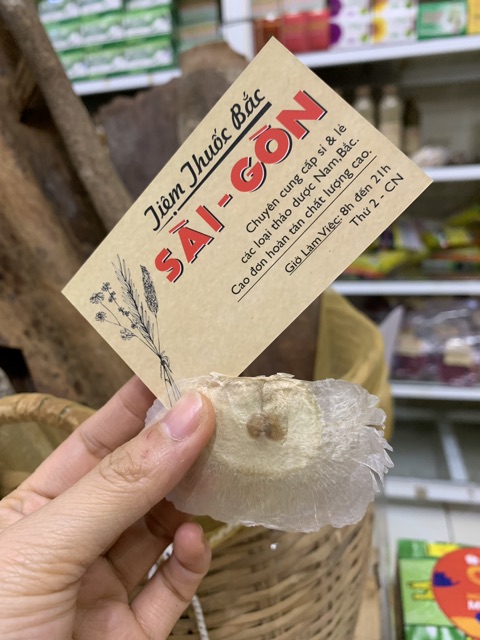 Tiệm Thuốc Bắc
SÀI-GÒN
Chuyên cung cấp sỉ & lẻ
các loại thảo dược Nam,Bắc.
Cao đơn hoàn tán chất lượng cao.
Giờ Làm Việc: 8h đến 21h
Thứ 2 - CN